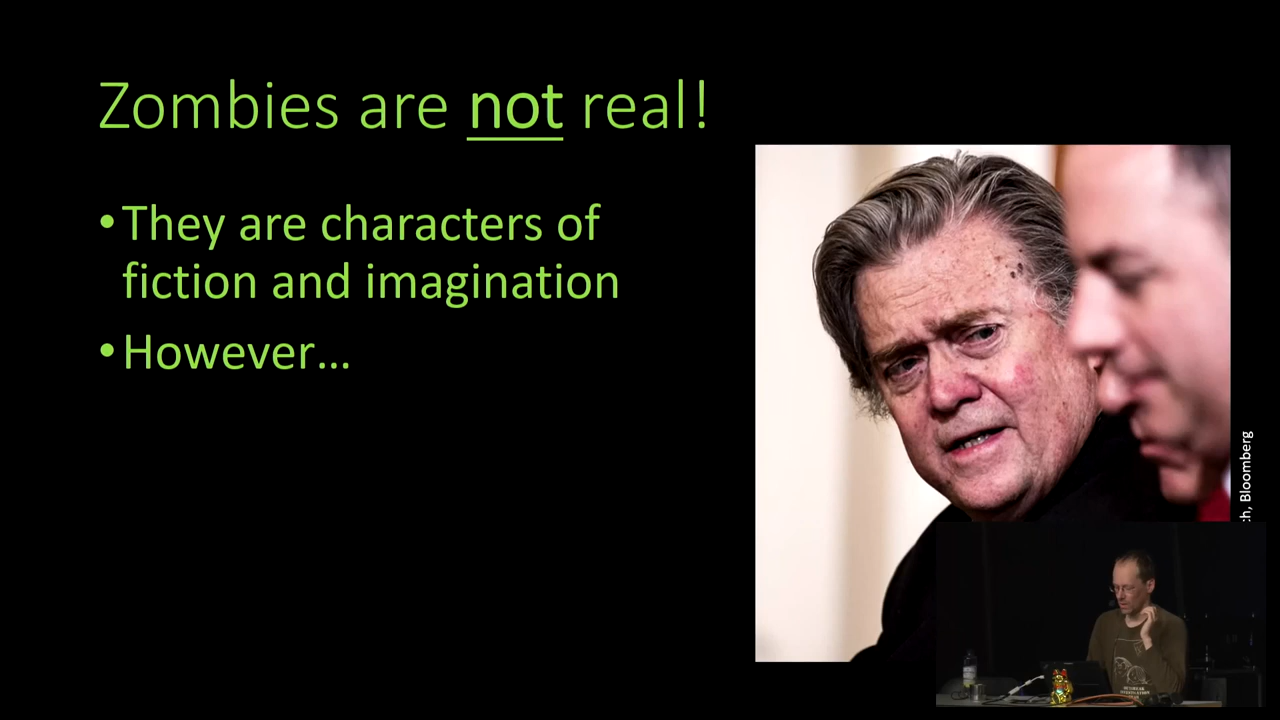 Zombies are not real!
• They are characters of
fiction and imagination
• However…
Bloomberg